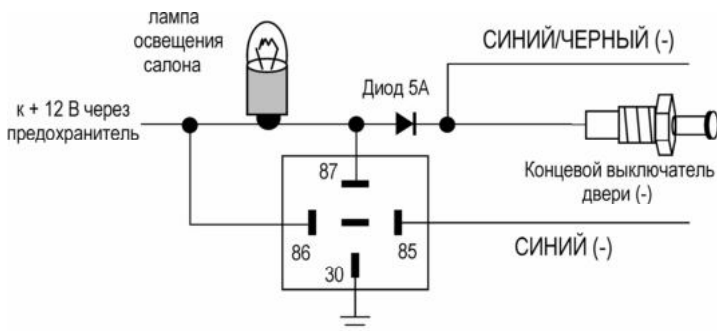 лампа
освещения
салона
СИНИЙ/ЧЕРНЫЙ (-)
Диод 5А
к + 12 В через
предохранитель
87
Концевой выключатель
двери (-)
86
85
СИНИЙ (-)
30